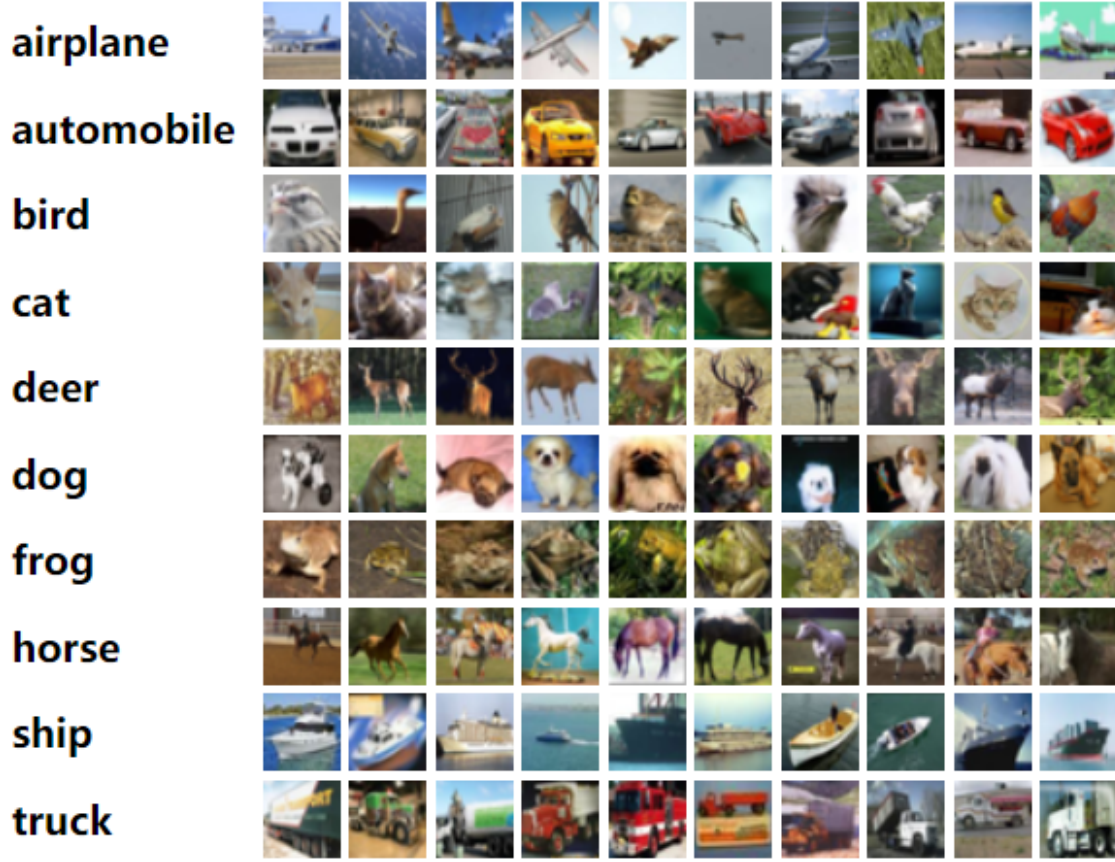 airplane
automobile
bird
cat
deer
dog
frog
horse
ship
truck